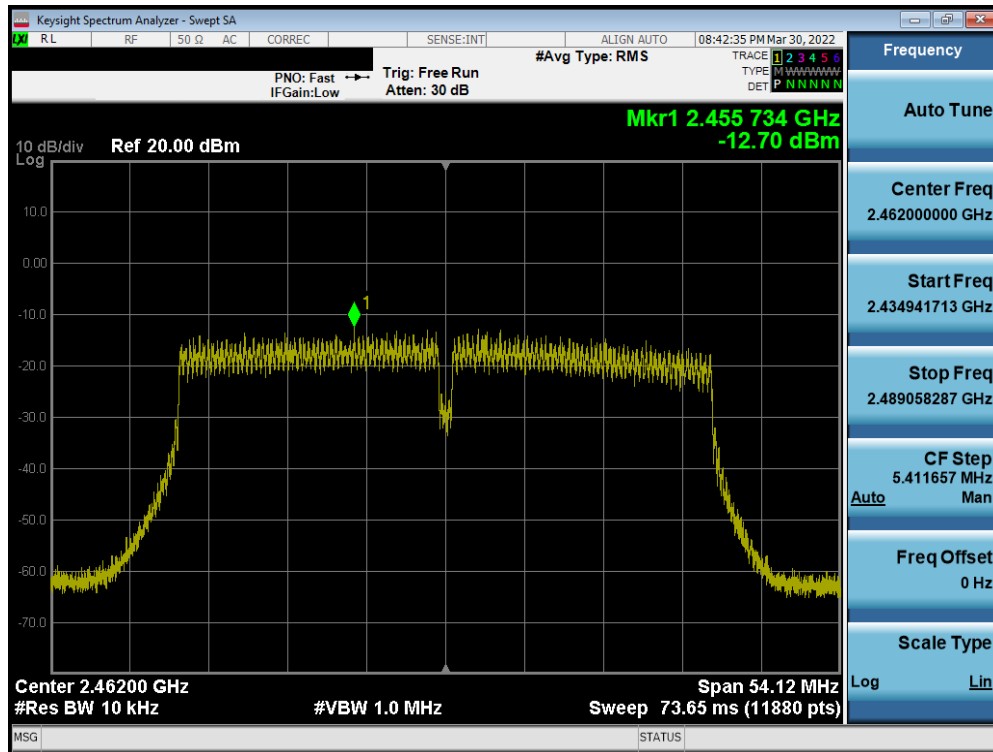 Keysight Spectrum Analyzer - Swept SA
LXI RL RF 50 Ω AC CORREC SENSE:INT ALIGN AUTO 08:42:35 PM Mar 30, 2022
#Avg Type: RMS
TRACE 1 2 3 4 5 6
TYPE M WWWWW
DET P N N N N N
PNO: Fast Trig: Free Run
IFGain:Low Atten: 30 dB
Mkr1 2.455 734 GHz
-12.70 dBm
10 dB/div Ref 20.00 dBm
Log
10.0
0.00
-10.0
-20.0
-30.0
-40.0
-50.0
-60.0
-70.0
1
Center 2.46200 GHz Span 54.12 MHz
#Res BW 10 kHz #VBW 1.0 MHz Sweep 73.65 ms (11880 pts)
MSG STATUS
Frequency
Auto Tune
Center Freq
2.462000000 GHz
Start Freq
2.434941713 GHz
Stop Freq
2.489058287 GHz
CF Step
5.411657 MHz
Auto Man
Freq Offset
0 Hz
Scale Type
Log Lin